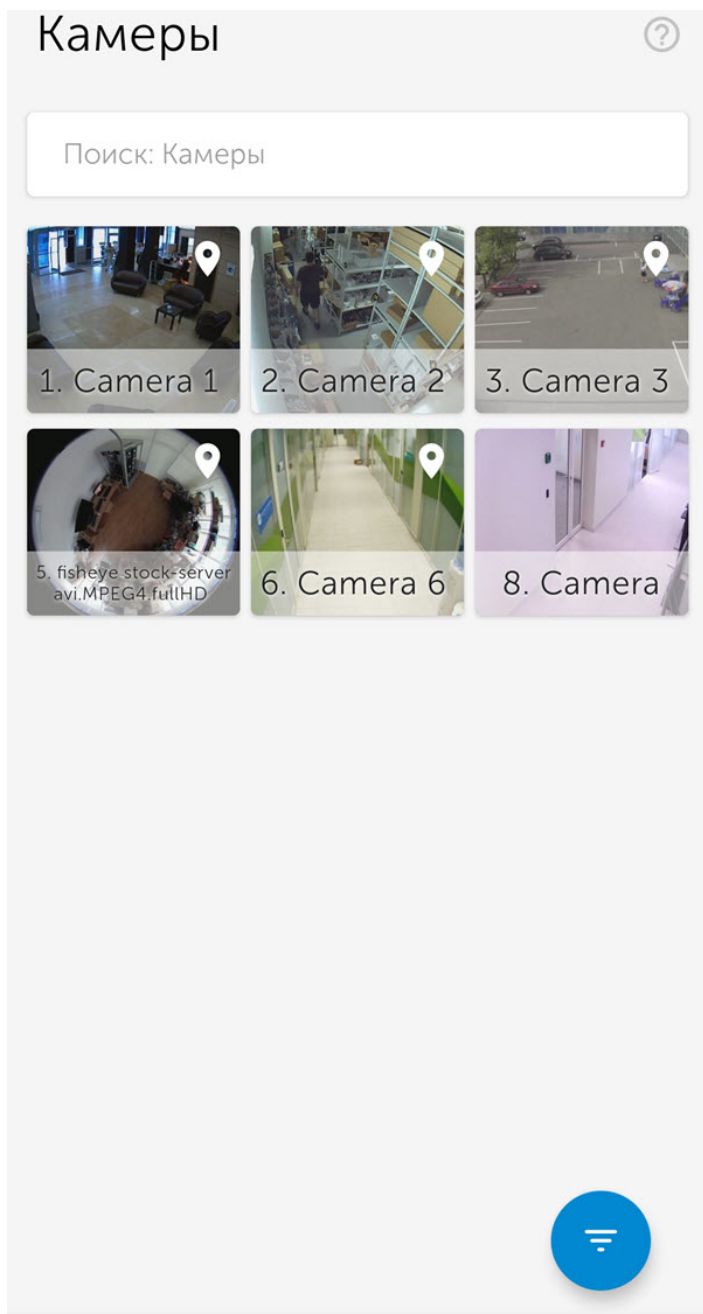 Камеры
Поиск: Камеры
1. Camera 1
2. Camera 2
3. Camera 3
5. fisheye stock-server
avi.MPEG4.fullHD
6. Camera 6
8. Camera